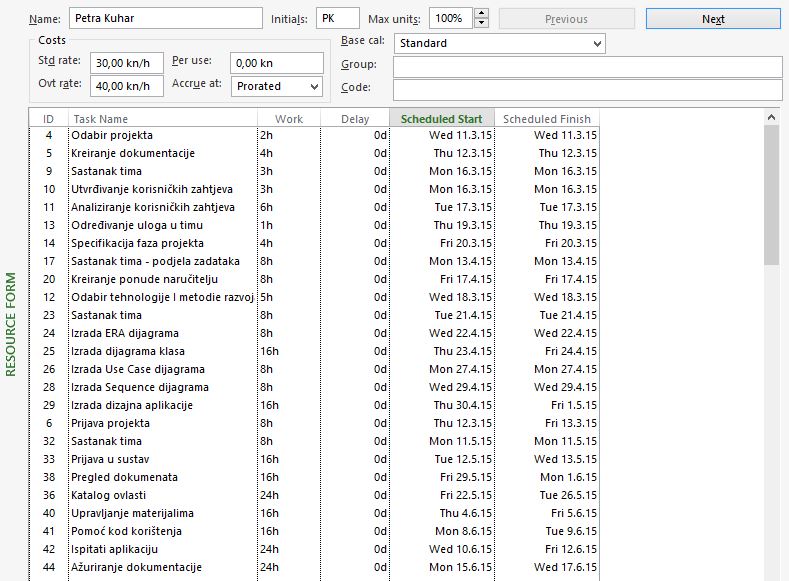 Name: Petra Kuhar Initials: PK Max units: 100% Previous Next
Costs
Std rate: 30,00 kn/h Per use: 0,00 kn
Ovt rate: 40,00 kn/h Accrue at: Prorated
Base cal: Standard
Group:
Code:
RESOURCE FORM
ID Task Name Work Delay Scheduled Start Scheduled Finish
4 Odabir projekta 2h 0d Wed 11.3.15 Wed 11.3.15
5 Kreiranje dokumentacije 4h 0d Thu 12.3.15 Thu 12.3.15
9 Sastanak tima 3h 0d Mon 16.3.15 Mon 16.3.15
10 Utvrđivanje korisničkih zahtjeva 3h 0d Mon 16.3.15 Mon 16.3.15
11 Analiziranje korisničkih zahtjeva 6h 0d Tue 17.3.15 Tue 17.3.15
13 Određivanje uloga u timu 1h 0d Thu 19.3.15 Thu 19.3.15
14 Specifikacija faza projekta 4h 0d Fri 20.3.15 Fri 20.3.15
17 Sastanak tima - podjela zadataka 8h 0d Mon 13.4.15 Mon 13.4.15
20 Kreiranje ponude naručitelju 8h 0d Fri 17.4.15 Fri 17.4.15
12 Odabir tehnologije I metodie razvoj 5h 0d Wed 18.3.15 Wed 18.3.15
23 Sastanak tima 8h 0d Tue 21.4.15 Tue 21.4.15
24 Izrada ERA dijagrama 8h 0d Wed 22.4.15 Wed 22.4.15
25 Izrada dijagrama klasa 16h 0d Thu 23.4.15 Fri 24.4.15
26 Izrada Use Case dijagrama 8h 0d Mon 27.4.15 Mon 27.4.15
28 Izrada Sequence dijagrama 8h 0d Wed 29.4.15 Wed 29.4.15
29 Izrada dizajna aplikacije 16h 0d Thu 30.4.15 Fri 1.5.15
6 Prijava projekta 8h 0d Thu 12.3.15 Fri 13.3.15
32 Sastanak tima 8h 0d Mon 11.5.15 Mon 11.5.15
33 Prijava u sustav 16h 0d Tue 12.5.15 Wed 13.5.15
38 Pregled dokumenata 16h 0d Fri 29.5.15 Mon 1.6.15
36 Katalog ovlasti 24h 0d Fri 22.5.15 Tue 26.5.15
40 Upravljanje materijalima 16h 0d Thu 4.6.15 Fri 5.6.15
41 Pomoć kod korištenja 16h 0d Mon 8.6.15 Tue 9.6.15
42 Ispitati aplikaciju 24h 0d Wed 10.6.15 Fri 12.6.15
44 Ažuriranje dokumentacije 24h 0d Mon 15.6.15 Wed 17.6.15